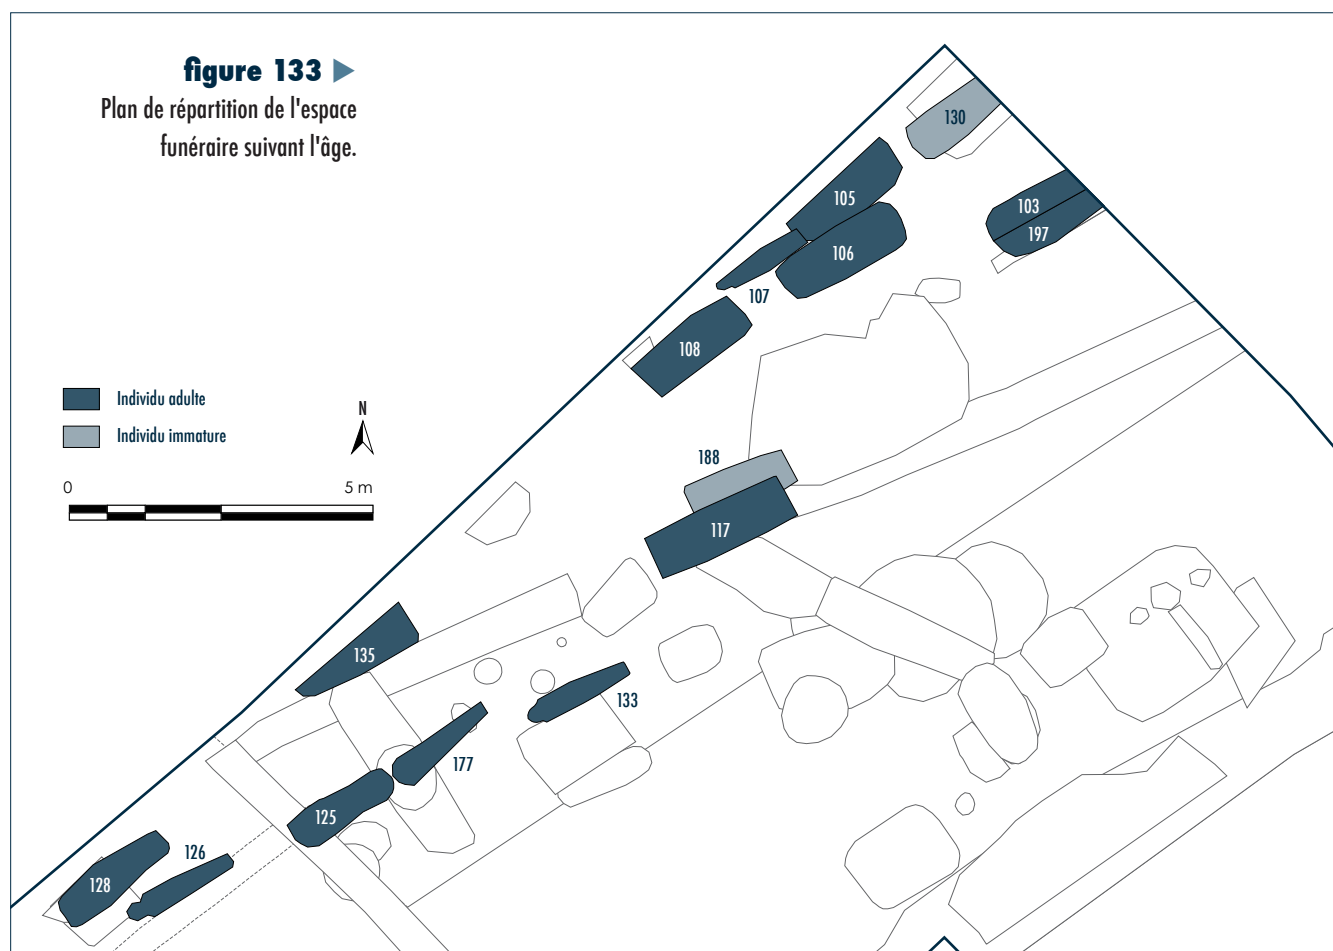 figure 133 ▶
Plan de répartition de l'espace
funéraire suivant l'âge.
130
105
103
197
106
107
108
Individu adulte
Individu immature
N
0 5 m
188
117
135
133
177
125
126
128